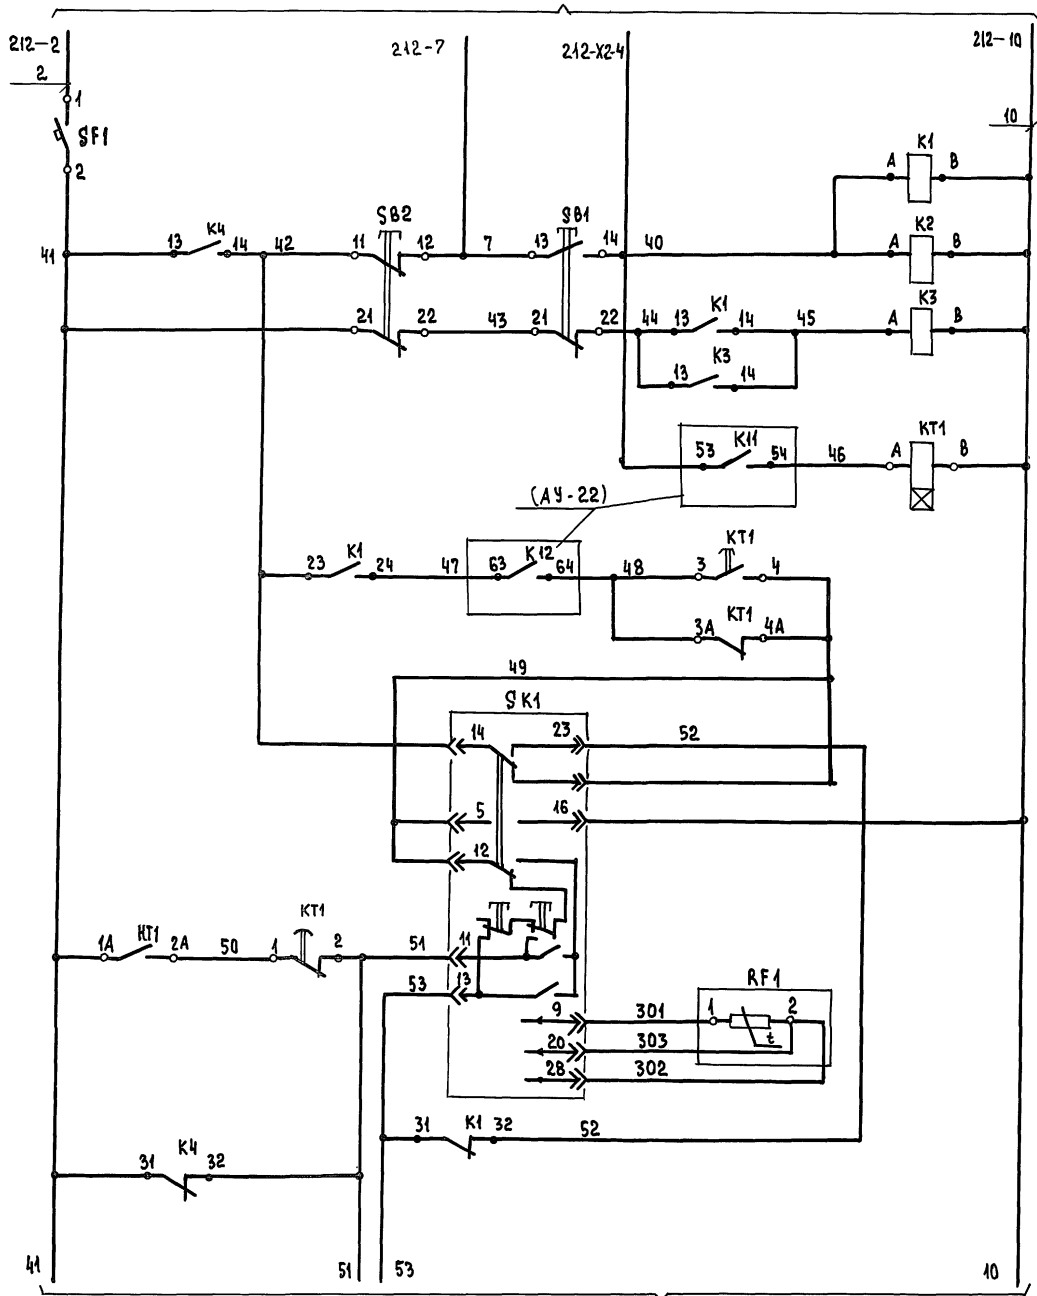 212-2 212-7 212-X2-4 212-10
2
1
10
SF1
K1
2
A B
SB2 SB1 K2
K4
41 13 14 42 11 12 7 13 14 40 A B
K3
21 22 43 21 22 44 13 K1 14 45 A B
K3
13 14
KT1
53 K11 54 46 A B
(АУ-22)
KT1
23 K1 24 47 63 K12 64 48 3 4
KT1
3A 4A
49
SK1
14 23 52
5 16
12
KT1
1A KT1 2A 50 1 2 51 11
53 13
RF1
9 301 1 2
20 303 t
28 302
31 K1 32 52
K4
31 32
41 51 53 10